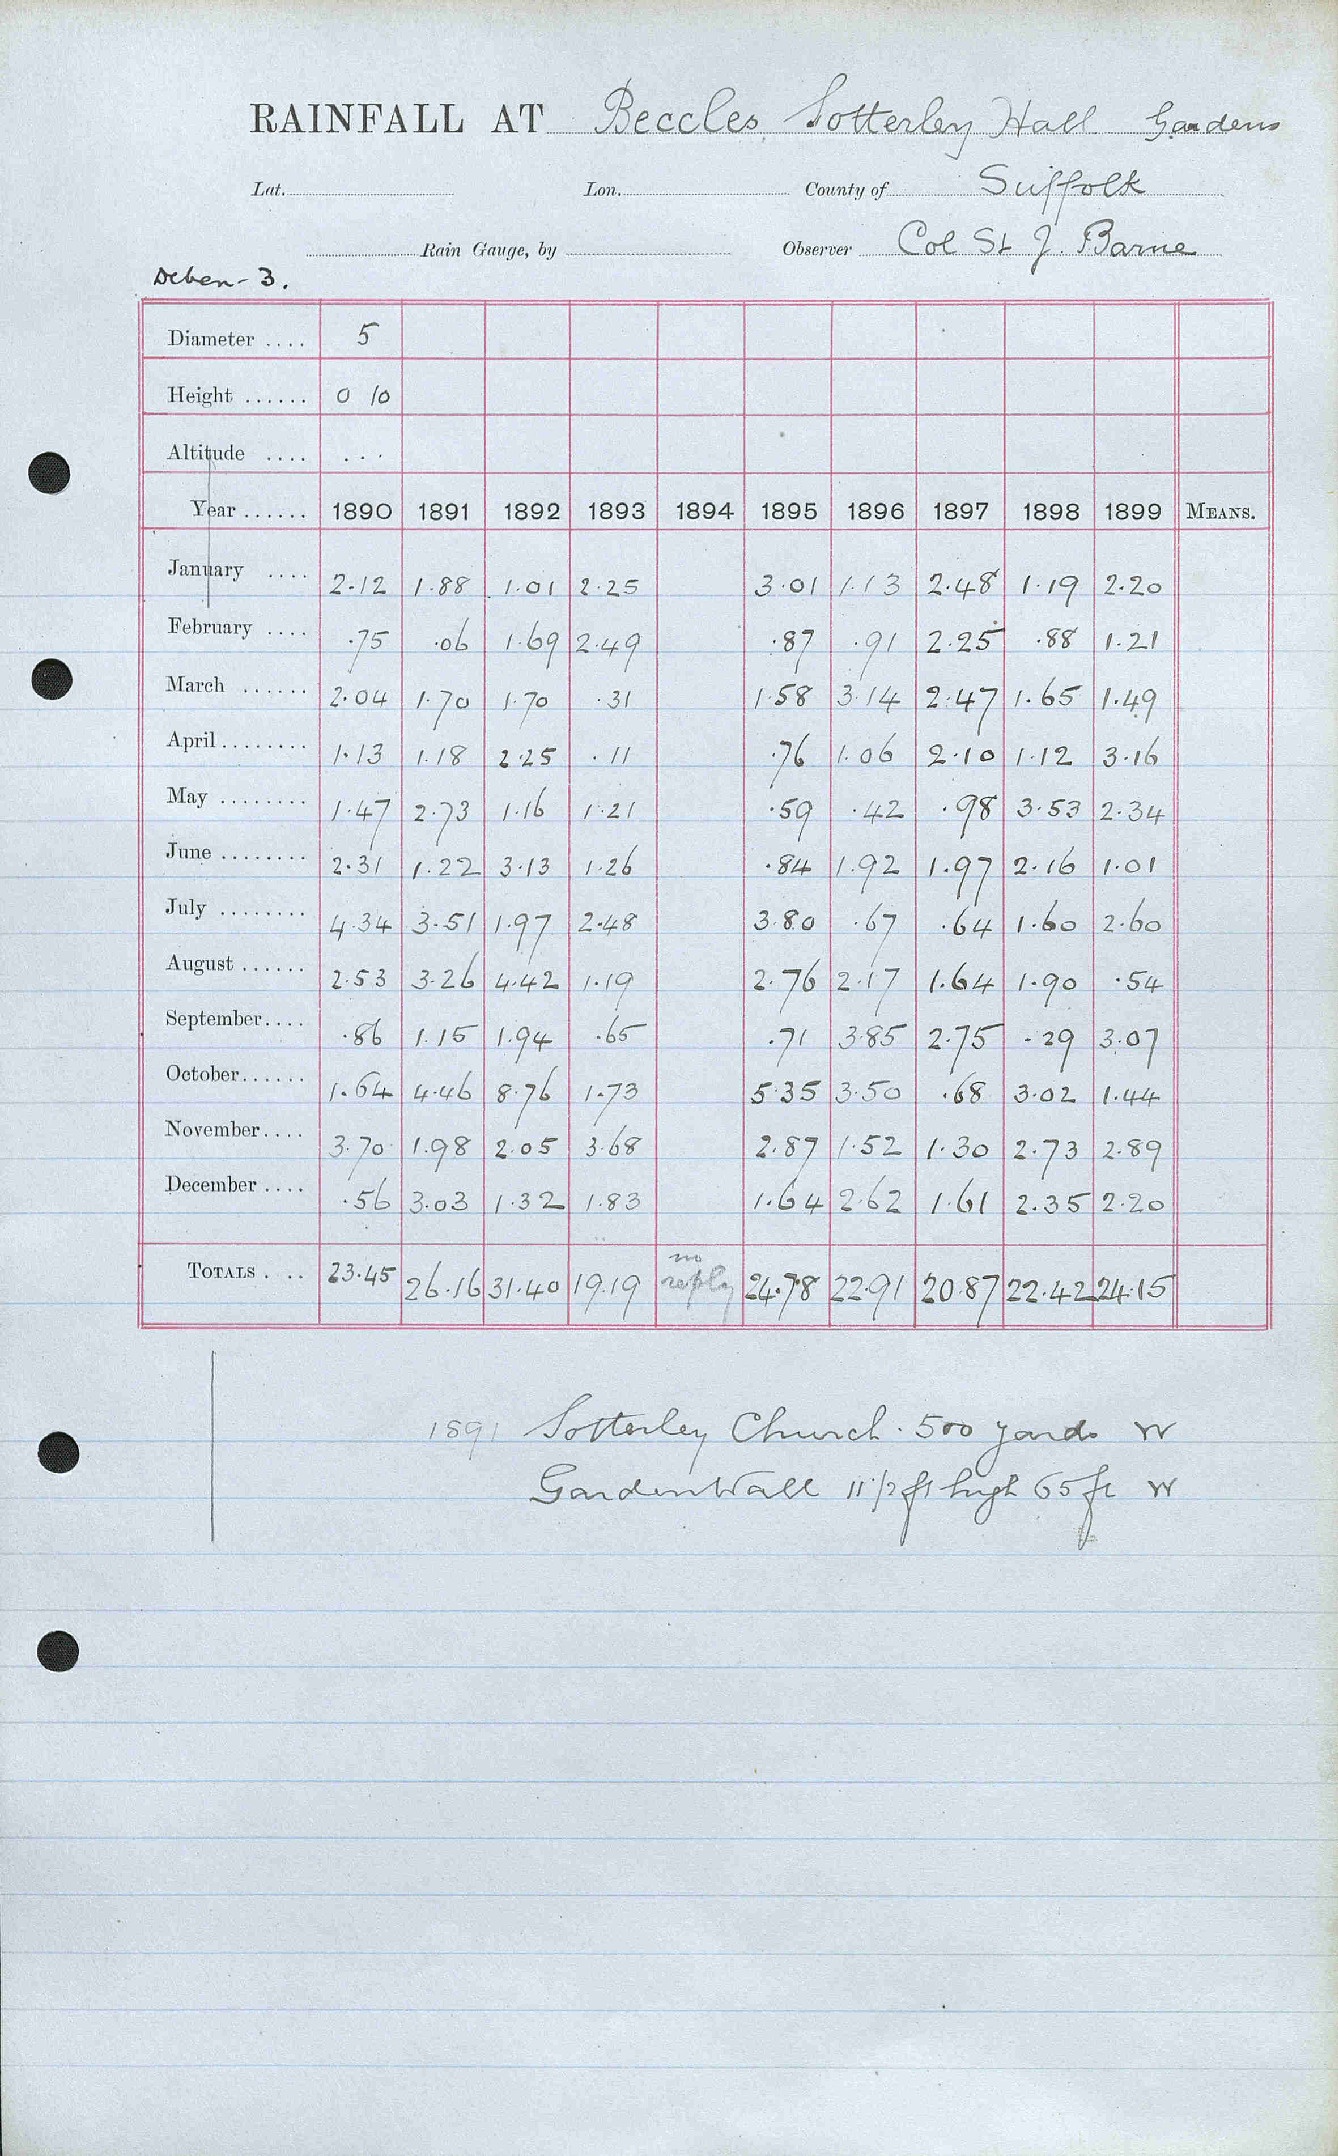 RAINFALL AT Beccles, Sotterley Hall Gardens
Lat. Lon. County of Suffolk
Rain Gauge, by Observer Col St J. Barne
Deben - 3.
Diameter .... 5
Height ...... 0 10
Altitude .... ...
Year ...... 1890 1891 1892 1893 1894 1895 1896 1897 1898 1899 MEANS.
January .... 2.12 1.88 1.01 2.25 3.01 1.13 2.48 1.19 2.20
February .... .75 .06 1.69 2.49 .87 .91 2.25 .88 1.21
March ...... 2.04 1.70 1.70 .31 1.58 3.14 2.47 1.65 1.49
April ........ 1.13 1.18 2.25 .11 .76 1.06 2.10 1.12 3.16
May ........ 1.47 2.73 1.16 1.21 .59 .42 .98 3.53 2.34
June ........ 2.31 1.22 3.13 1.26 .84 1.92 1.97 2.16 1.01
July ........ 4.34 3.51 1.97 2.48 3.80 .67 .64 1.60 2.60
August ...... 2.53 3.26 4.42 1.19 2.76 2.17 1.64 1.90 .54
September.... .86 1.15 1.94 .65 .71 3.85 2.75 .29 3.07
October...... 1.64 4.46 8.76 1.73 5.35 3.50 .68 3.02 1.44
November.... 3.70 1.98 2.05 3.68 2.87 1.52 1.30 2.73 2.89
December .... .56 3.03 1.32 1.83 1.64 2.62 1.61 2.35 2.20
TOTALS .... 23.45 26.16 31.40 19.19 no reply 24.78 22.91 20.87 22.42 24.15
1891 Sotterley Church. 500 yards W
Garden Wall 11 1/2 ft high 65 ft W